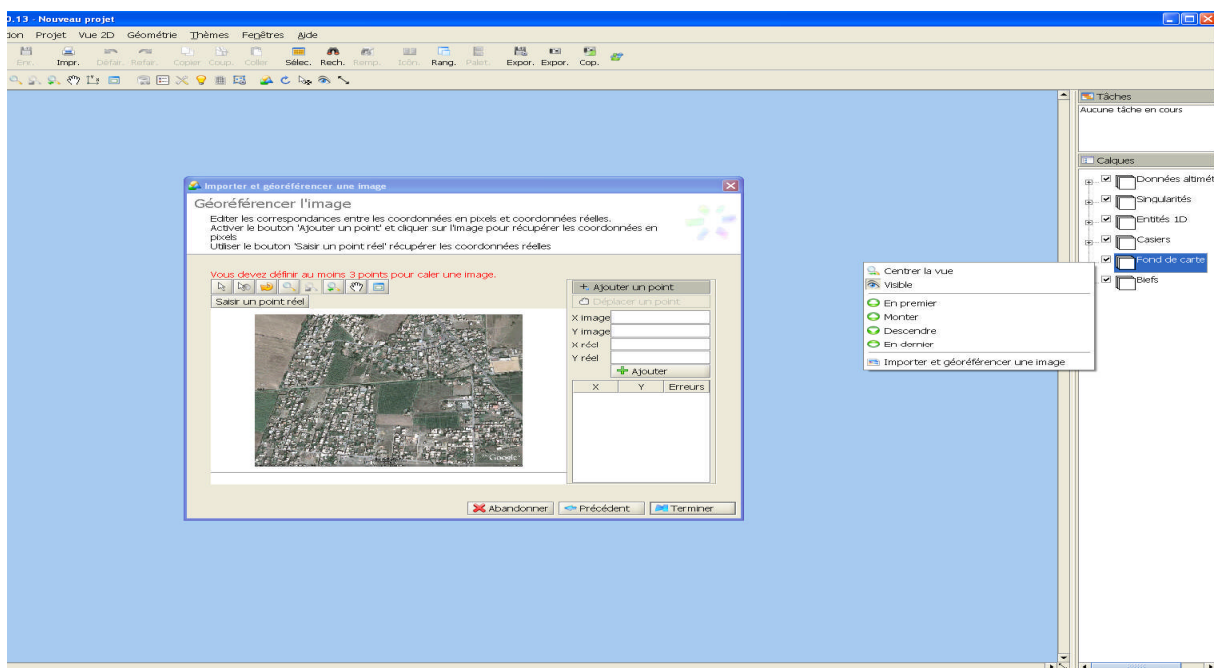 0.13 - Nouveau projet
tion Projet Vue 2D Géométrie Thèmes Fenêtres Aide
Enr. Impr. Défair. Refair. Copier Coup. Coller Sélec. Rech. Remp. Icôn. Rang. Palet. Expor. Expor. Cop.
Tâches
Aucune tâche en cours
Calques
Données altimét
Singularités
Entités 1D
Casiers
Fond de carte
Biefs
Importer et géoréférencer une image
Géoréférencer l'image
Editer les correspondances entre les coordonnées en pixels et coordonnées réelles.
Activer le bouton 'Ajouter un point' et cliquer sur l'image pour récupérer les coordonnées en
pixels
Utiliser le bouton 'Saisir un point réel' récupérer les coordonnées réelles
Vous devez définir au moins 3 points pour caler une image.
Saisir un point réel
Ajouter un point
Déplacer un point
X image
Y image
X réel
Y réel
Ajouter
X Y Erreurs
Google
Abandonner Précédent Terminer
Centrer la vue
Visible
En premier
Monter
Descendre
En dernier
Importer et géoréférencer une image